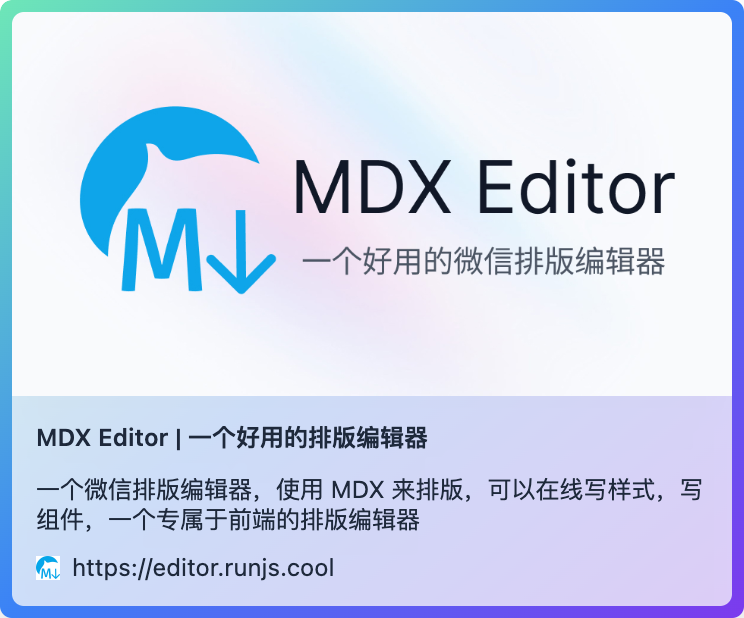 M↓
MDX Editor
一个好用的微信排版编辑器
MDX Editor | 一个好用的排版编辑器
一个微信排版编辑器，使用 MDX 来排版，可以在线写样式，写
组件，一个专属于前端的排版编辑器
M↓
https://editor.runjs.cool